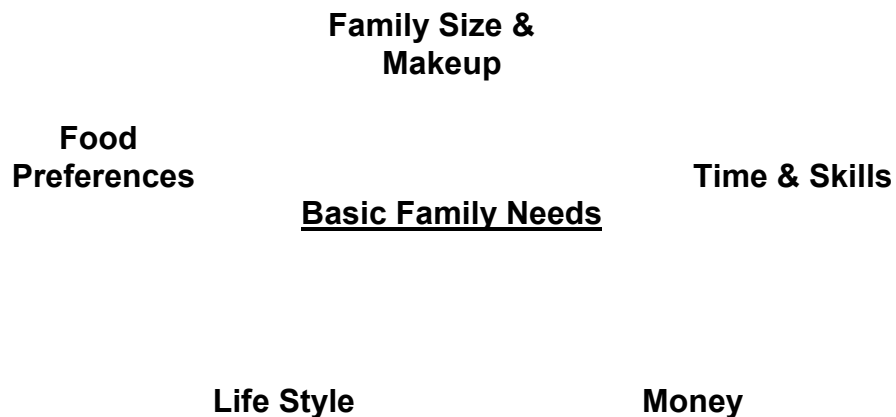 Family Size &
Makeup
Food
Preferences
Time & Skills
Basic Family Needs
Life Style
Money